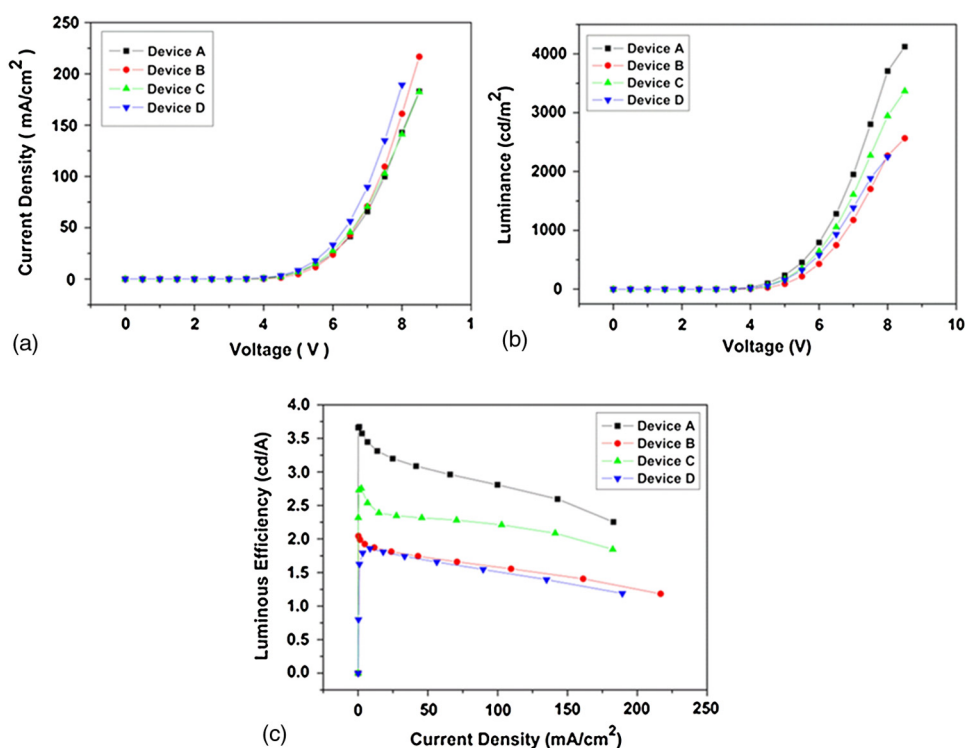 250
200
150
100
50
0
Current Density ( mA/cm²)
Device A
Device B
Device C
Device D
0 2 4 6 8 1
Voltage ( V )
(a)
4000
3000
2000
1000
0
Luminance (cd/m²)
Device A
Device B
Device C
Device D
0 2 4 6 8 10
Voltage (V)
(b)
4.0
3.5
3.0
2.5
2.0
1.5
1.0
0.5
0.0
Luminous Efficiency (cd/A)
Device A
Device B
Device C
Device D
0 50 100 150 200 250
Current Density (mA/cm²)
(c)